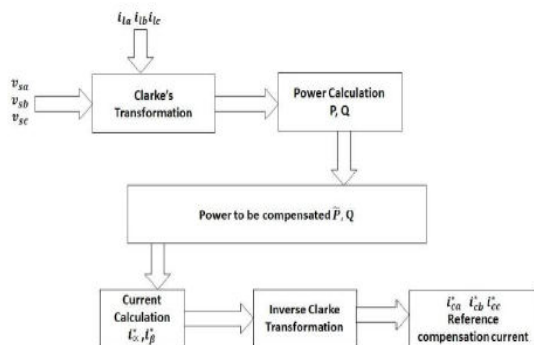 i_la i_lb i_lc
v_sa
v_sb
v_sc
Clarke's
Transformation
Power Calculation
P, Q
Power to be compensated P̃, Q
Current
Calculation
i*_∝, i*_β
Inverse Clarke
Transformation
i*_ca i*_cb i*_cc
Reference
compensation current